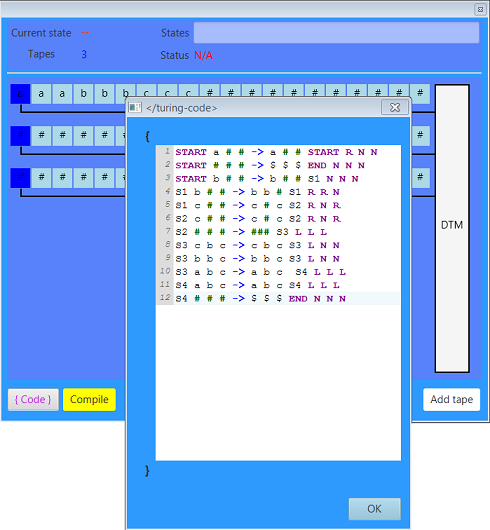 Current state -- States
Tapes 3 Status N/A
a a a b b b c c c # # # # # # # # # # #
</turing-code>
# # #
#
# # #
#
DTM
{
1 START a # # -> a # # START R N N
2 START # # # -> $ $ $ END N N N
3 START b # # -> b # # S1 N N N
4 S1 b # # -> b b # S1 R R N
5 S1 c # # -> c # c S2 R N R
6 S2 c # # -> c # c S2 R N R
7 S2 # # # -> ### S3 L L L
8 S3 c b c -> c b c S3 L N N
9 S3 b b c -> b b c S3 L N N
10 S3 a b c -> a b c S4 L L L
11 S4 a b c -> a b c S4 L L L
12 S4 # # # -> $ $ $ END N N N
{ Code } Compile
Add tape
}
OK